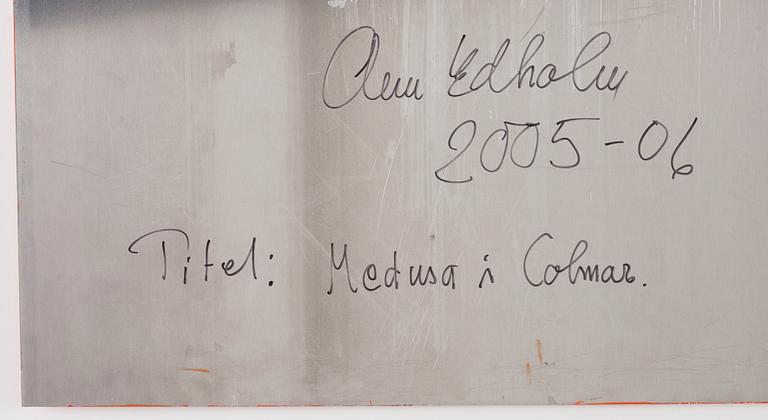 Ann Edholm
2005-06
Titel: Medusa i Colmar.